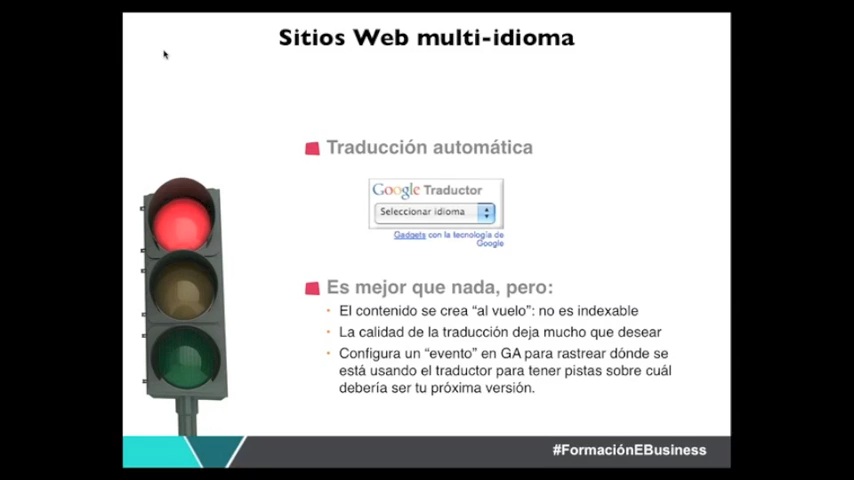 Sitios Web multi-idioma
Traducción automática
Google Traductor
Seleccionar idioma
Gadgets con la tecnología de
Google
Es mejor que nada, pero:
· El contenido se crea “al vuelo”: no es indexable
· La calidad de la traducción deja mucho que desear
· Configura un “evento” en GA para rastrear dónde se
está usando el traductor para tener pistas sobre cuál
debería ser tu próxima versión.
#FormaciónEBusiness